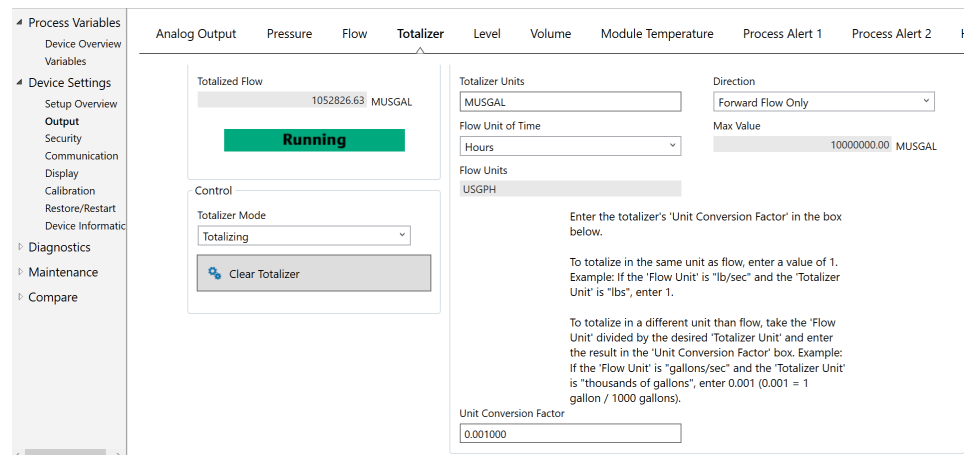 Process Variables
Device Overview
Variables
Device Settings
Setup Overview
Output
Security
Communication
Display
Calibration
Restore/Restart
Device Informatic
Diagnostics
Maintenance
Compare
Analog Output Pressure Flow Totalizer Level Volume Module Temperature Process Alert 1 Process Alert 2
Totalized Flow
1052826.63 MUSGAL
Running
Control
Totalizer Mode
Totalizing
Clear Totalizer
Totalizer Units
MUSGAL
Flow Unit of Time
Hours
Flow Units
USGPH
Direction
Forward Flow Only
Max Value
10000000.00 MUSGAL
Enter the totalizer's 'Unit Conversion Factor' in the box
below.
To totalize in the same unit as flow, enter a value of 1.
Example: If the 'Flow Unit' is "lb/sec" and the 'Totalizer
Unit' is "lbs", enter 1.
To totalize in a different unit than flow, take the 'Flow
Unit' divided by the desired 'Totalizer Unit' and enter
the result in the 'Unit Conversion Factor' box. Example:
If the 'Flow Unit' is "gallons/sec" and the 'Totalizer Unit'
is "thousands of gallons", enter 0.001 (0.001 = 1
gallon / 1000 gallons).
Unit Conversion Factor
0.001000